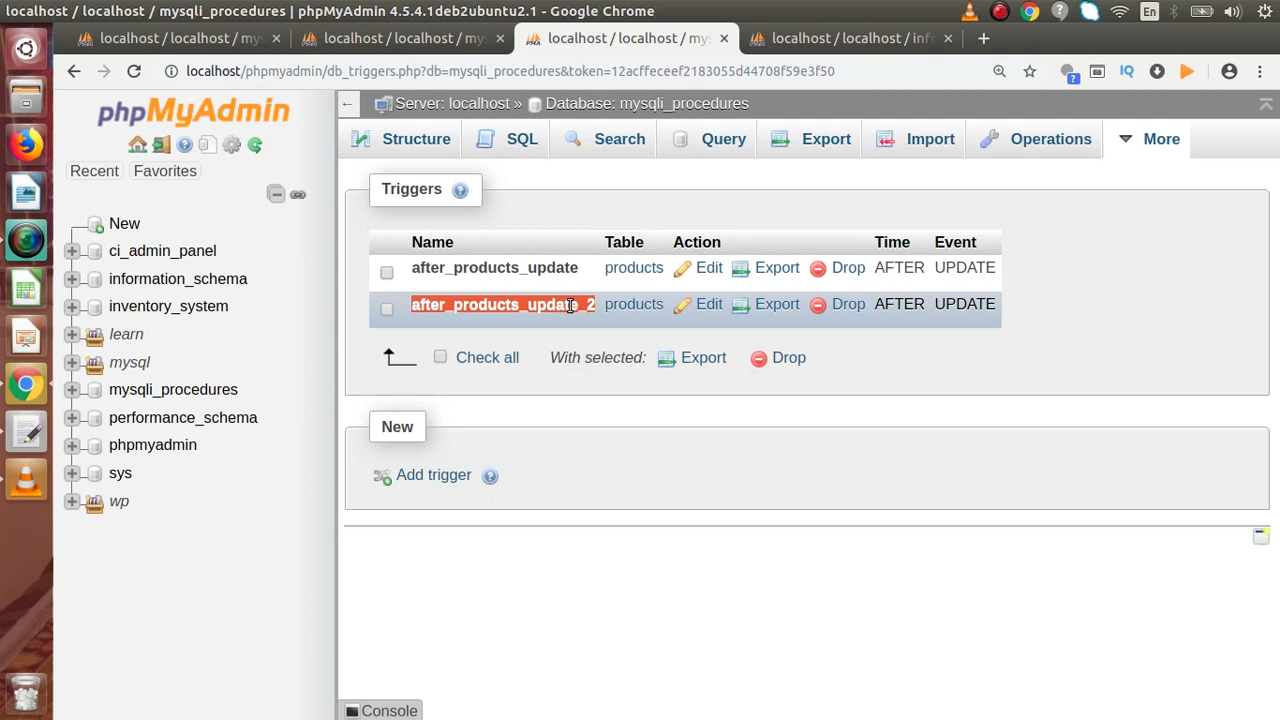 localhost / localhost / mysqli_procedures | phpMyAdmin 4.5.4.1deb2ubuntu2.1 - Google Chrome
En
localhost / localhost / my
localhost / localhost / my
localhost / localhost / mys
localhost / localhost / info
localhost/phpmyadmin/db_triggers.php?db=mysqli_procedures&token=12acffeceef2183055d44708f59e3f50
IQ
phpMyAdmin
Recent
Favorites
New
ci_admin_panel
information_schema
inventory_system
learn
mysql
mysqli_procedures
performance_schema
phpmyadmin
sys
wp
Server: localhost » Database: mysqli_procedures
Structure
SQL
Search
Query
Export
Import
Operations
More
Triggers
Name Table Action Time Event
after_products_update products Edit Export Drop AFTER UPDATE
after_products_update_2 products Edit Export Drop AFTER UPDATE
Check all With selected: Export Drop
New
Add trigger
Console